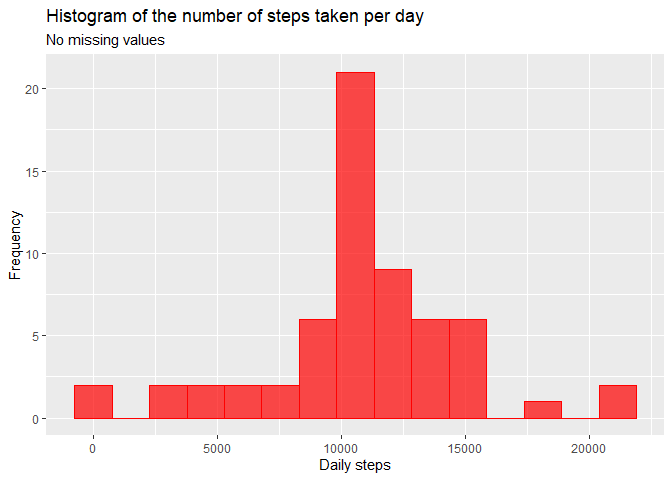 Histogram of the number of steps taken per day
No missing values
20
15
10
5
0
Frequency
0 5000 10000 15000 20000
Daily steps